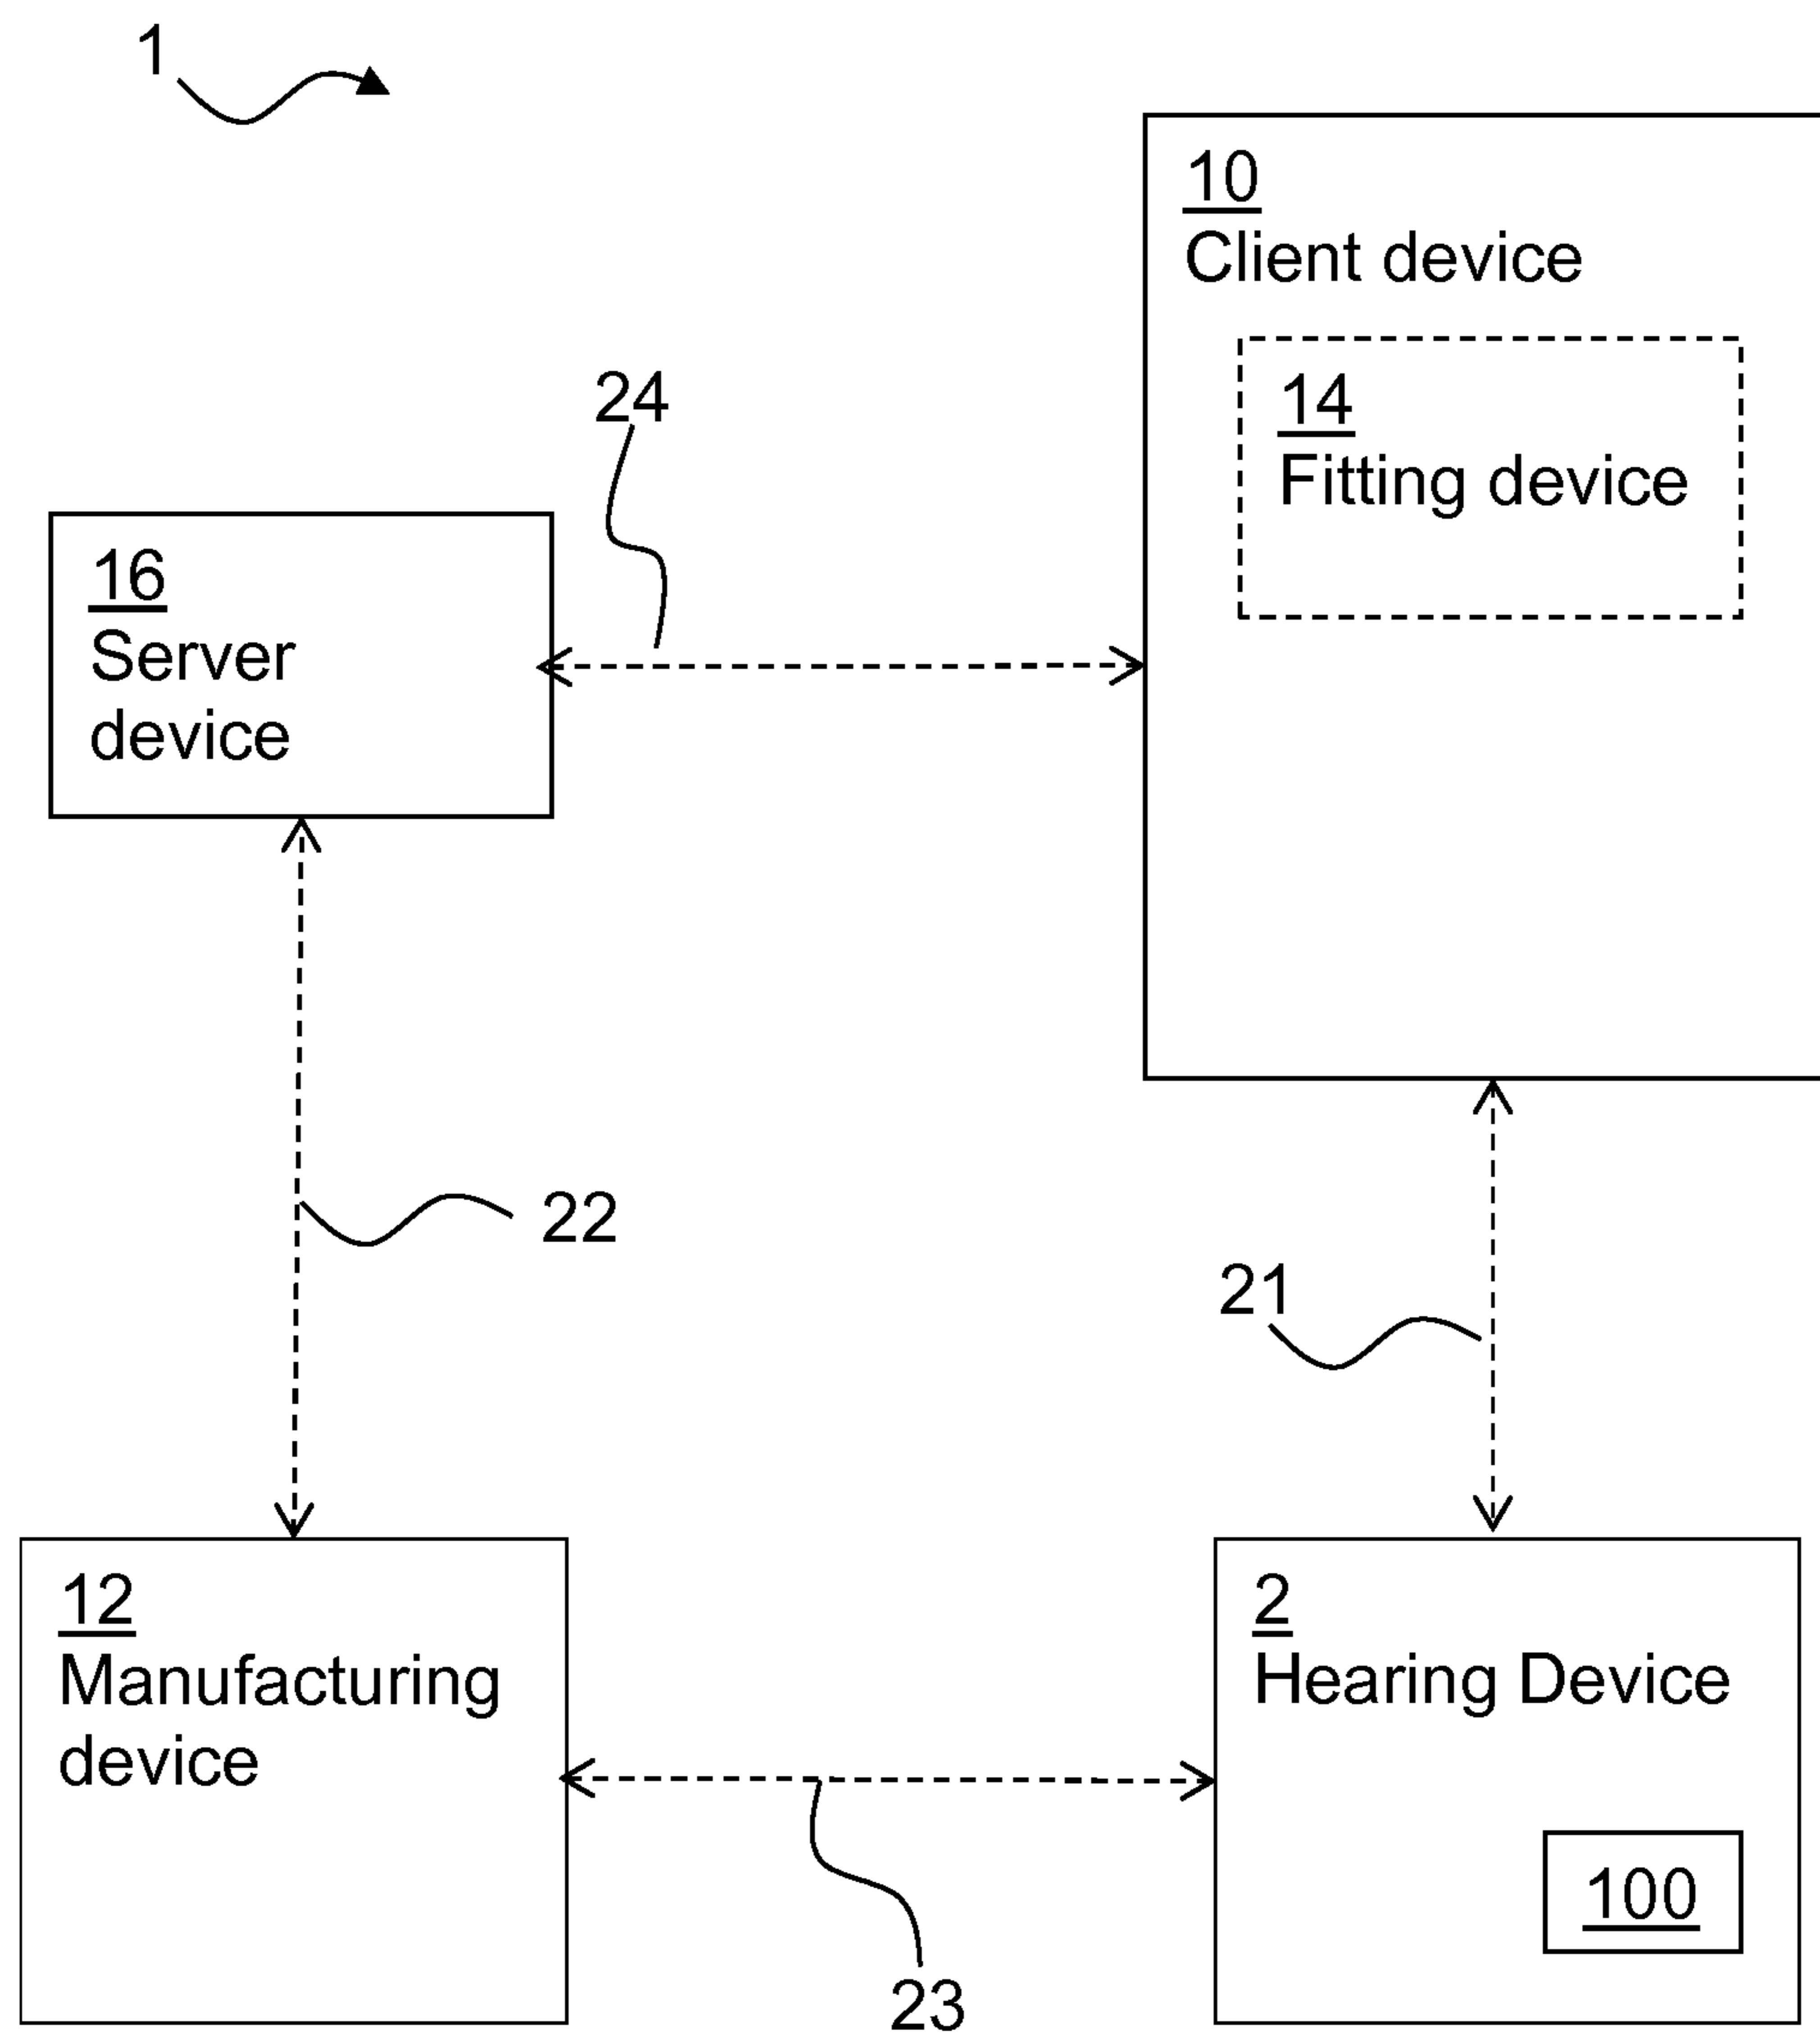 1
10
Client device
14
Fitting device
24
16
Server
device
22
21
12
Manufacturing
device
2
Hearing Device
100
23